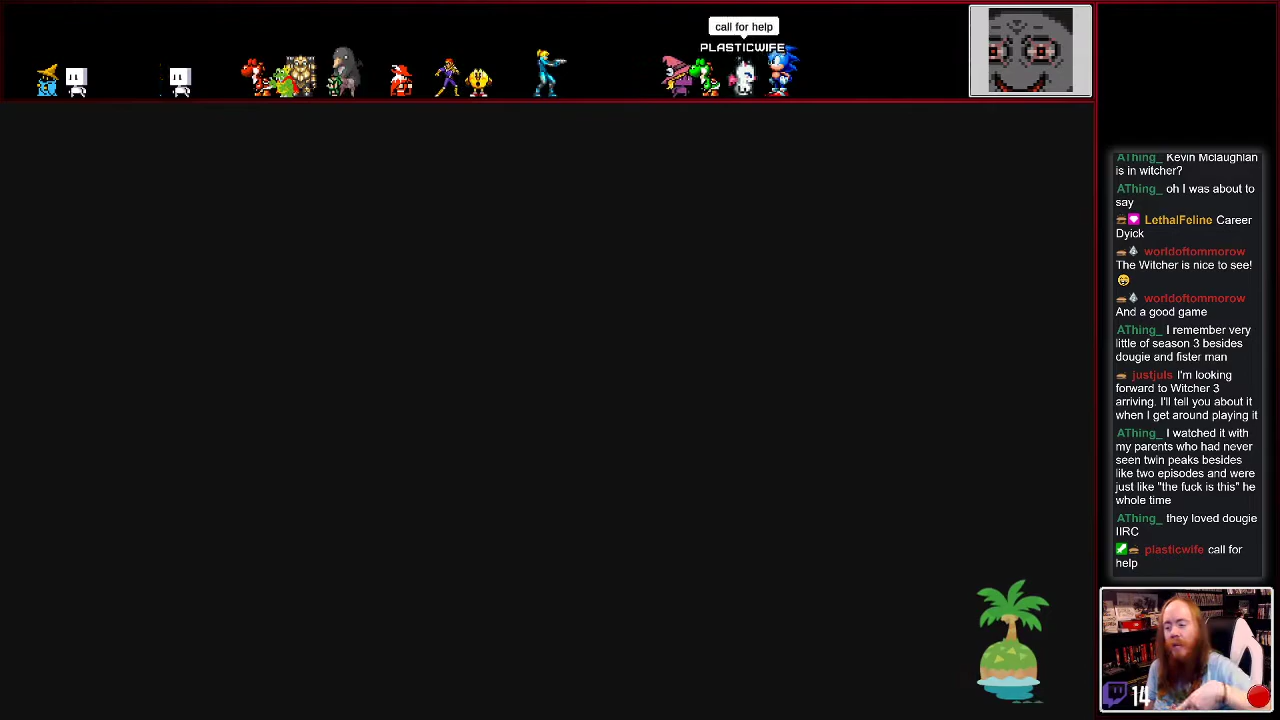 call for help
PLASTICWIFE
AThing_ Kevin Mclaughlan
is in witcher?
AThing_ oh I was about to
say
LethalFeline Career
Dyick
worldoftommorow
The Witcher is nice to see!
worldoftommorow
And a good game
AThing_ I remember very
little of season 3 besides
dougie and fister man
justjuls I'm looking
forward to Witcher 3
arriving. I'll tell you about it
when I get around playing it
AThing_ I watched it with
my parents who had never
seen twin peaks besides
like two episodes and were
just like "the fuck is this" he
whole time
AThing_ they loved dougie
IIRC
plasticwife call for
help
14